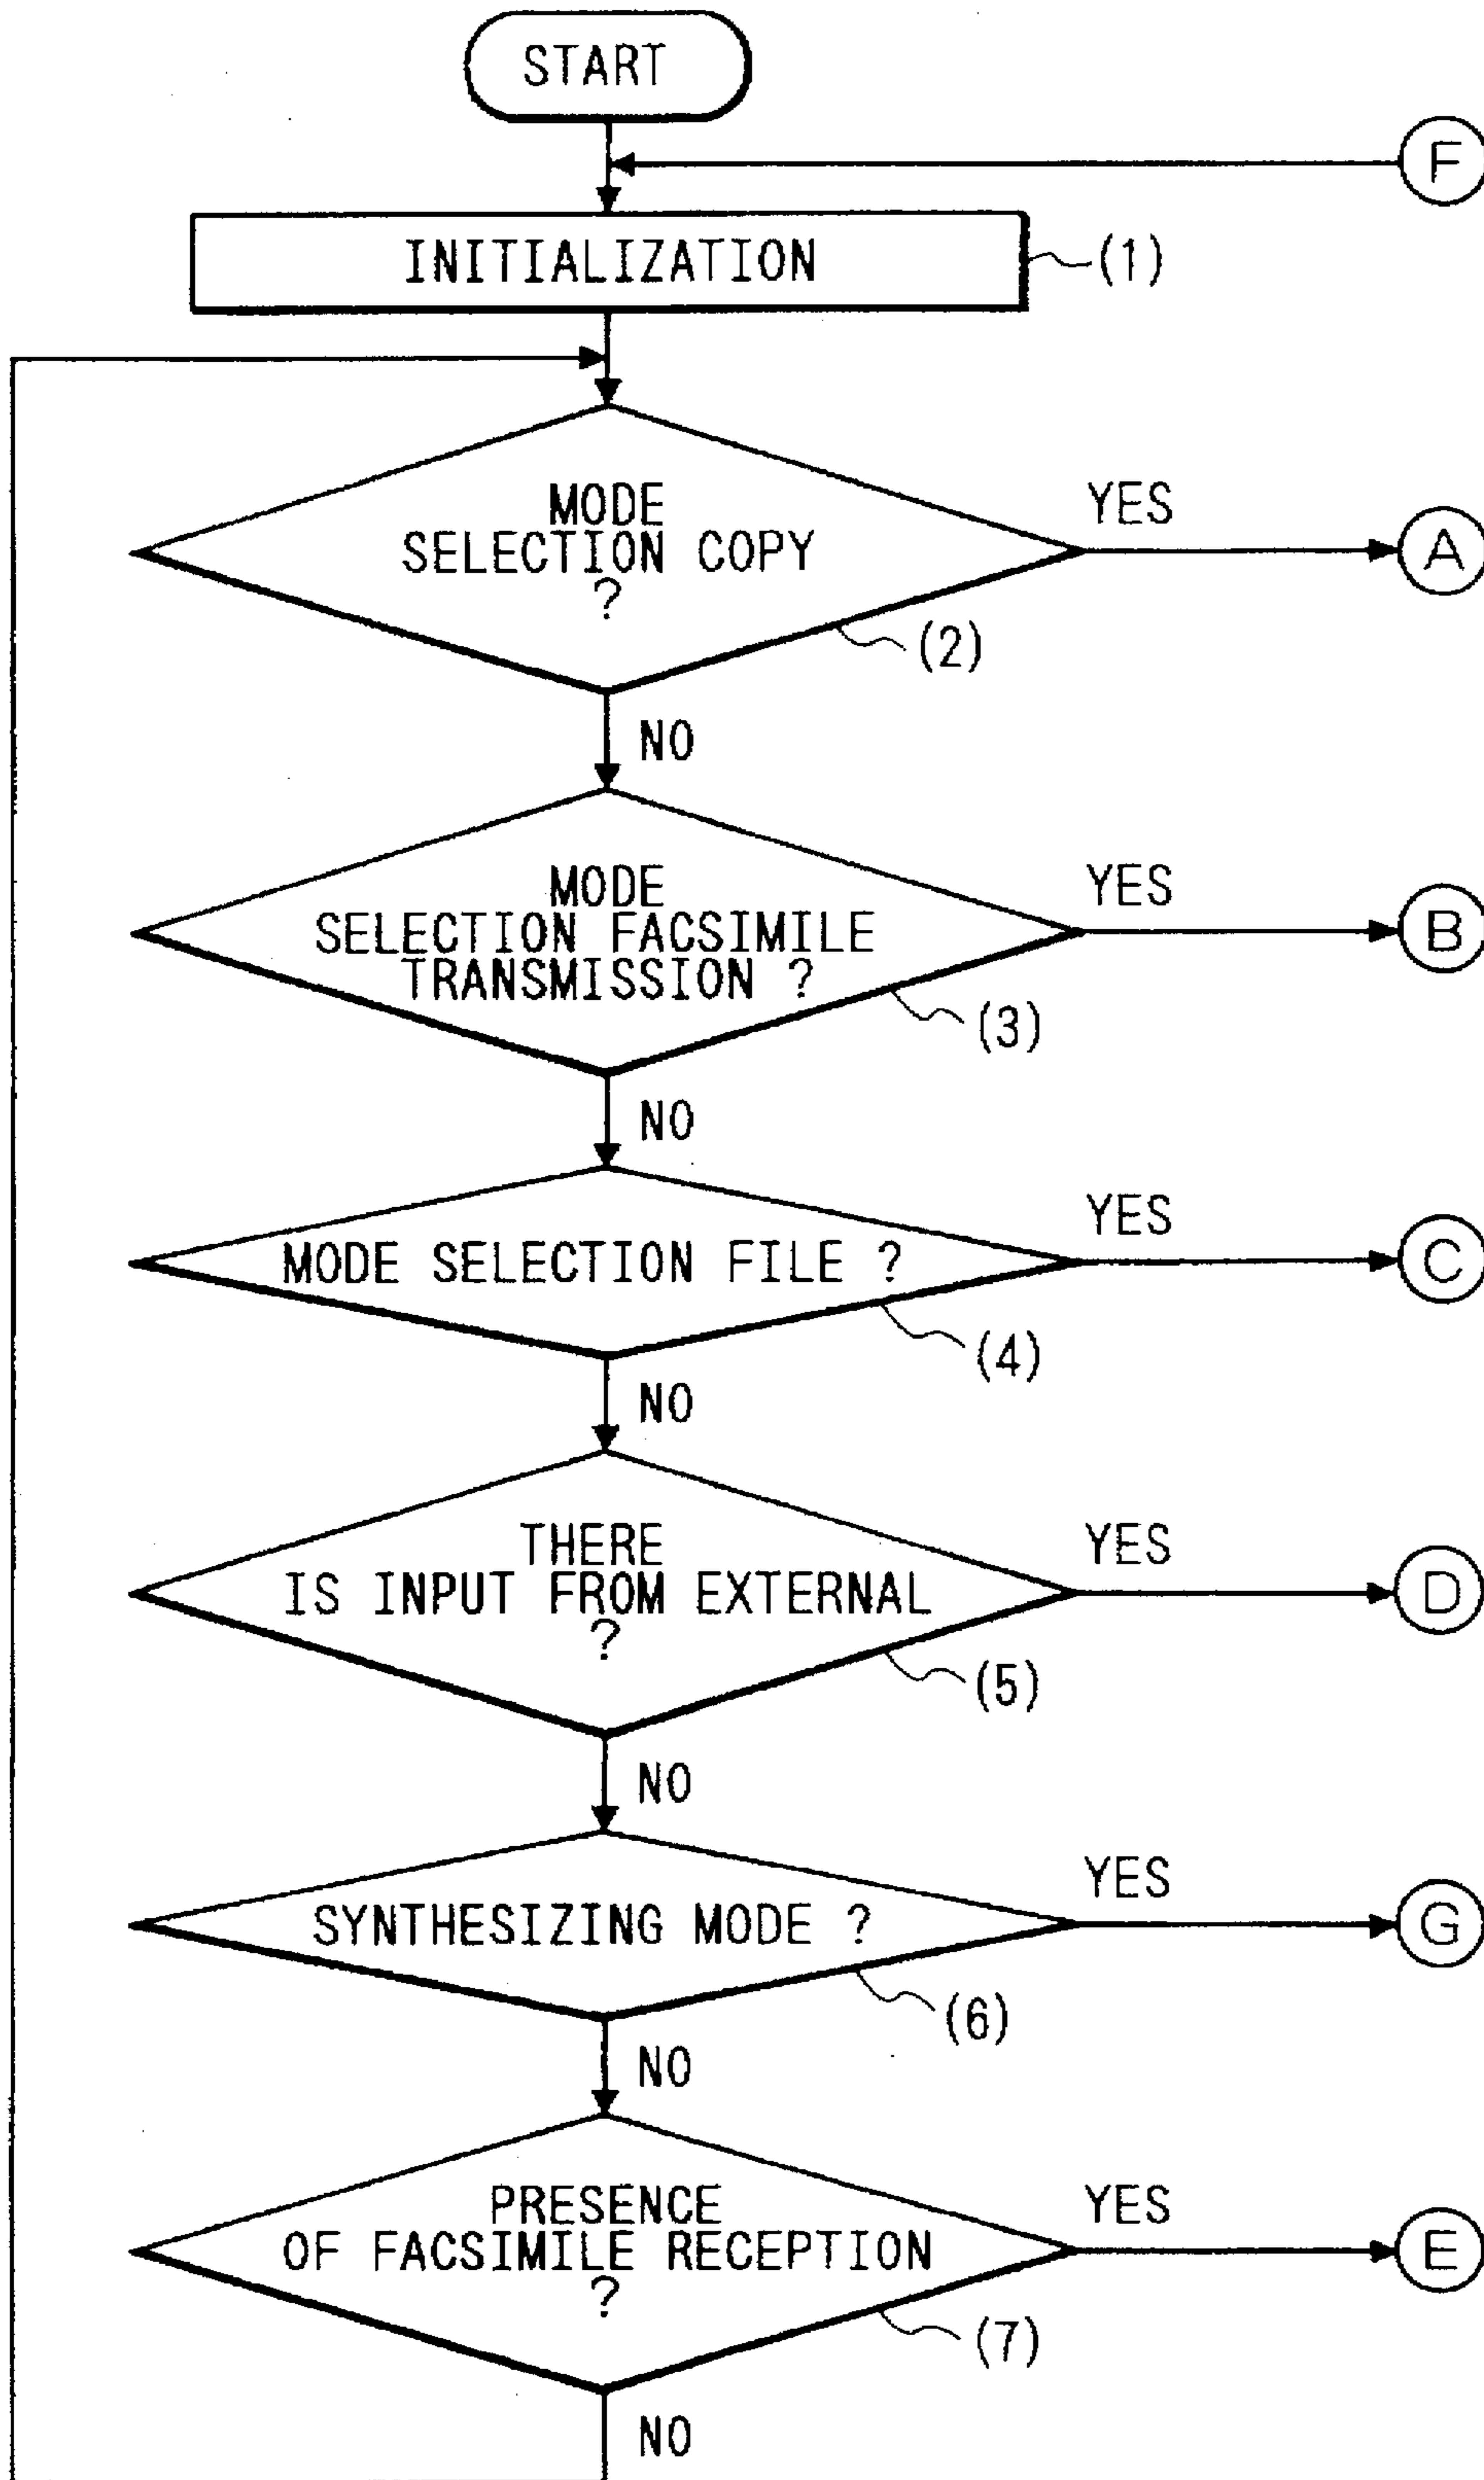 START
F
INITIALIZATION
(1)
MODE
SELECTION COPY
?
YES
A
(2)
NO
MODE
SELECTION FACSIMILE
TRANSMISSION ?
YES
B
(3)
NO
MODE SELECTION FILE ?
YES
C
(4)
NO
THERE
IS INPUT FROM EXTERNAL
?
YES
D
(5)
NO
SYNTHESIZING MODE ?
YES
G
(6)
NO
PRESENCE
OF FACSIMILE RECEPTION
?
YES
E
(7)
NO